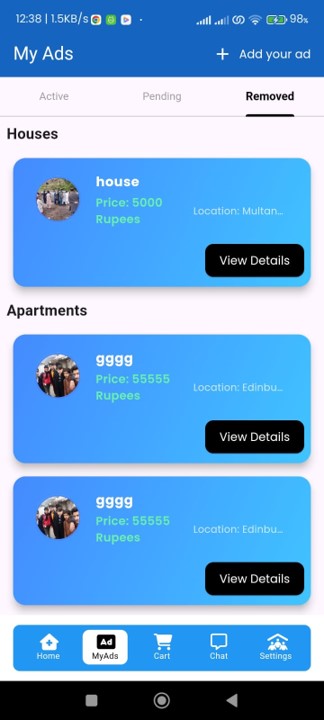 12:38 | 1.5KB/s 98%
My Ads + Add your ad
Active Pending Removed
Houses
house
Price: 5000
Rupees
Location: Multan...
View Details
Apartments
gggg
Price: 55555
Rupees
Location: Edinbu...
View Details
gggg
Price: 55555
Rupees
Location: Edinbu...
View Details
Ad
Home MyAds Cart Chat Settings